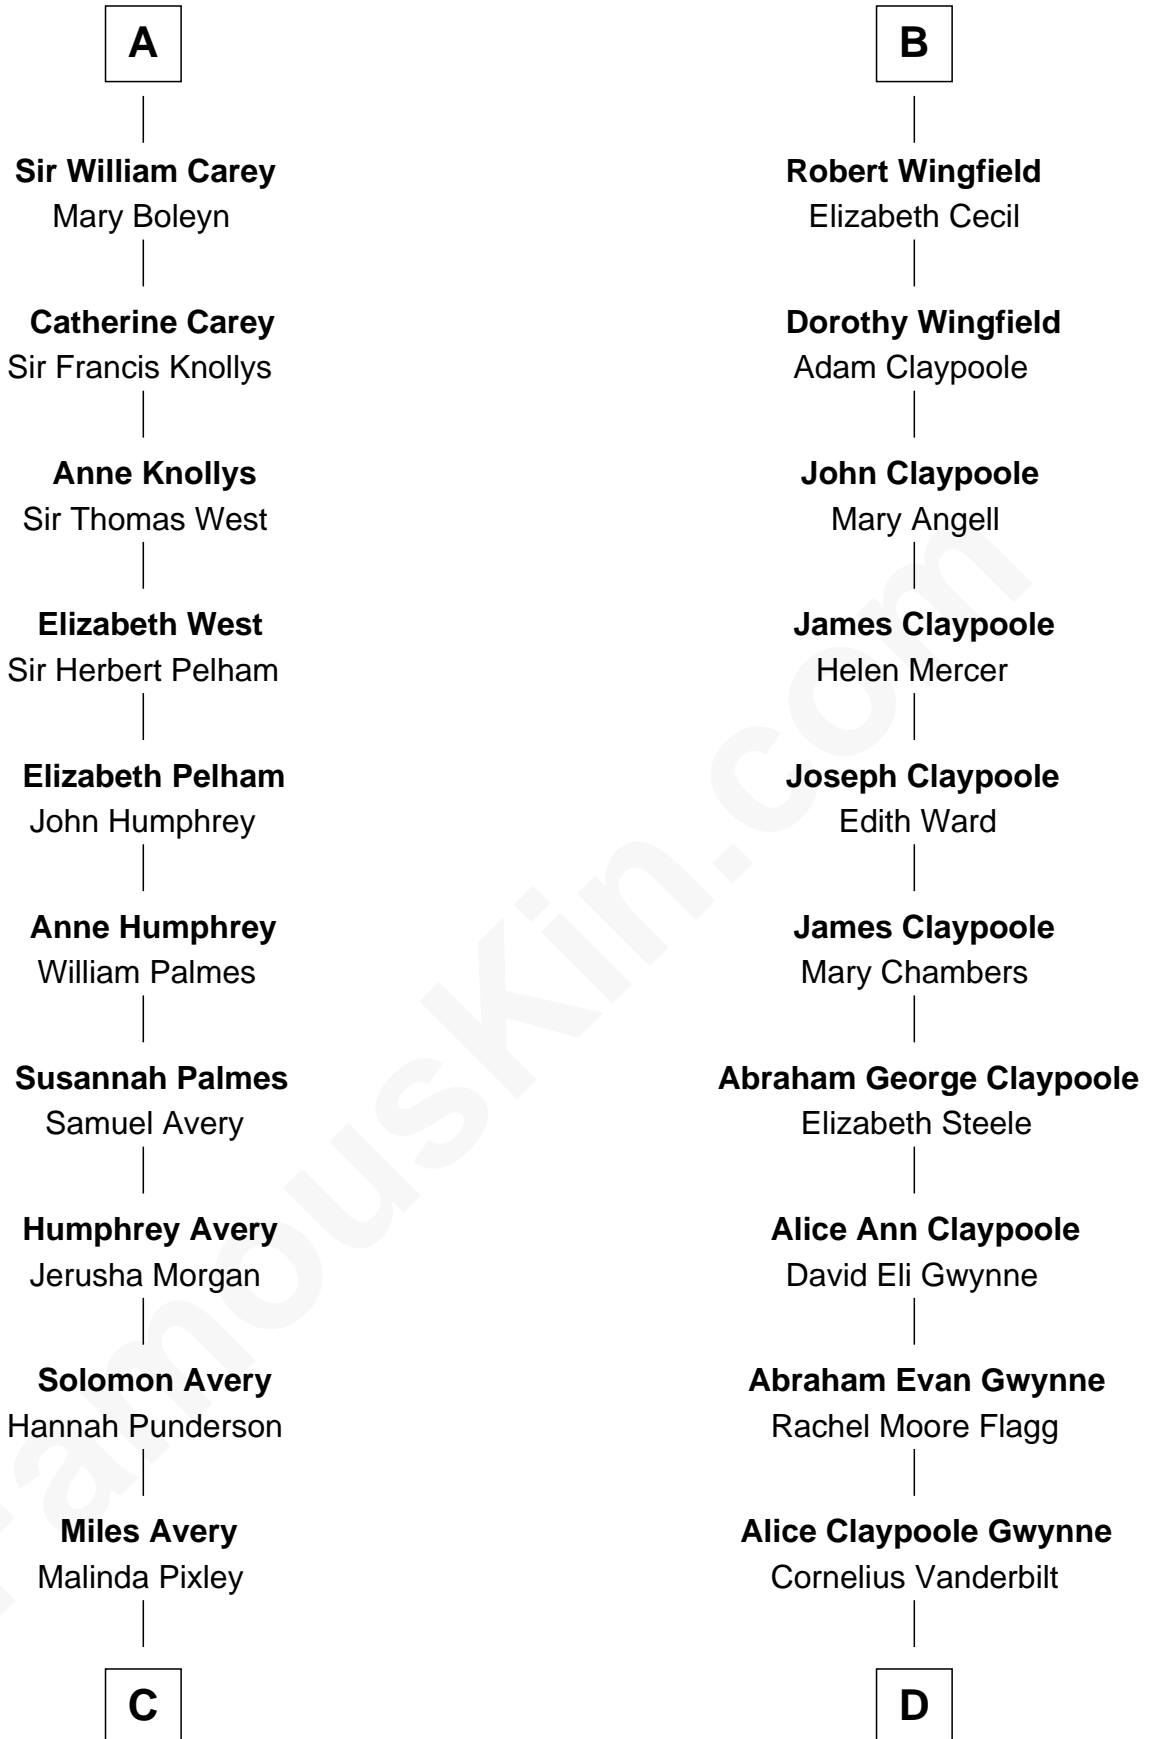 A
Sir William Carey
Mary Boleyn
Catherine Carey
Sir Francis Knollys
Anne Knollys
Sir Thomas West
Elizabeth West
Sir Herbert Pelham
Elizabeth Pelham
John Humphrey
Anne Humphrey
William Palmes
Susannah Palmes
Samuel Avery
Humphrey Avery
Jerusha Morgan
Solomon Avery
Hannah Punderson
Miles Avery
Malinda Pixley
C
B
Robert Wingfield
Elizabeth Cecil
Dorothy Wingfield
Adam Claypoole
John Claypoole
Mary Angell
James Claypoole
Helen Mercer
Joseph Claypoole
Edith Ward
James Claypoole
Mary Chambers
Abraham George Claypoole
Elizabeth Steele
Alice Ann Claypoole
David Eli Gwynne
Abraham Evan Gwynne
Rachel Moore Flagg
Alice Claypoole Gwynne
Cornelius Vanderbilt
D
FamousKin.com